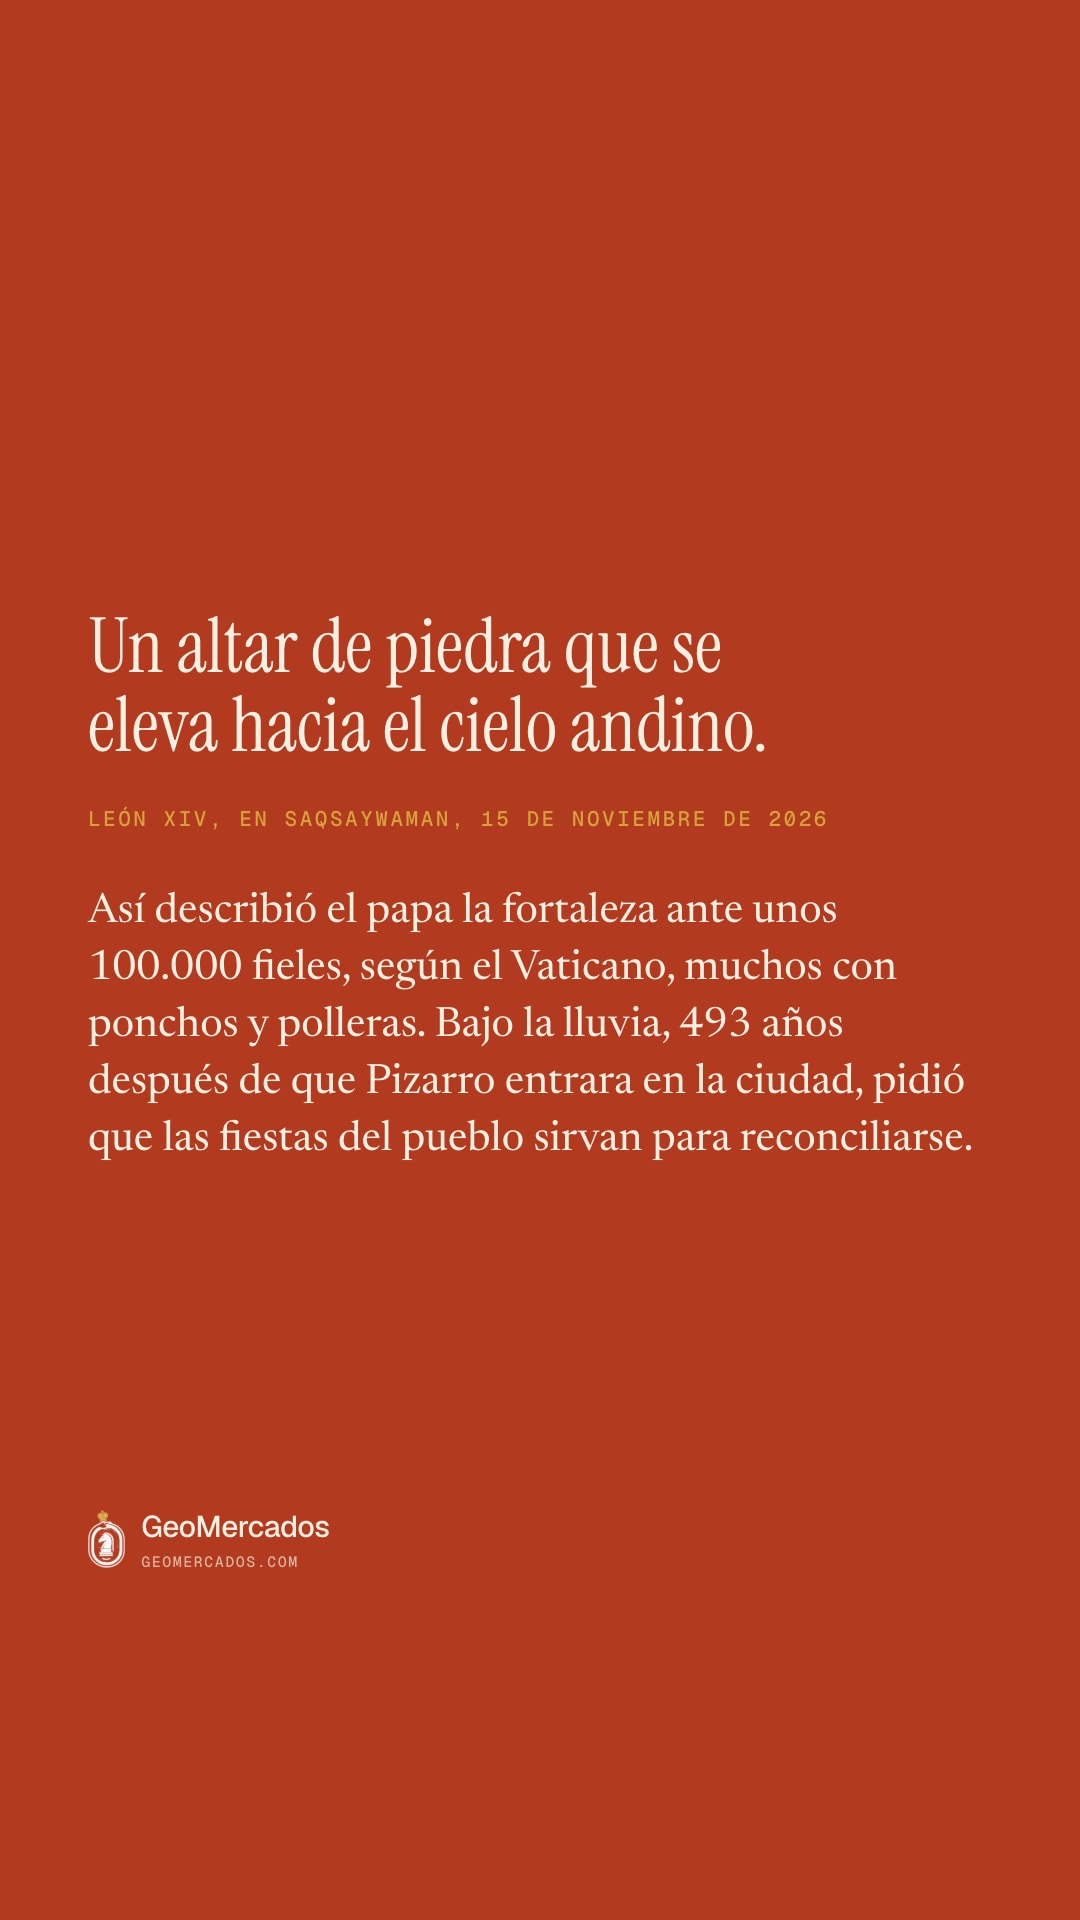 Un altar de piedra que se
eleva hacia el cielo andino.
LEÓN XIV, EN SAQSAYWAMAN, 15 DE NOVIEMBRE DE 2026
Así describió el papa la fortaleza ante unos
100.000 fieles, según el Vaticano, muchos con
ponchos y polleras. Bajo la lluvia, 493 años
después de que Pizarro entrara en la ciudad, pidió
que las fiestas del pueblo sirvan para reconciliarse.
GeoMercados
GEOMERCADOS.COM